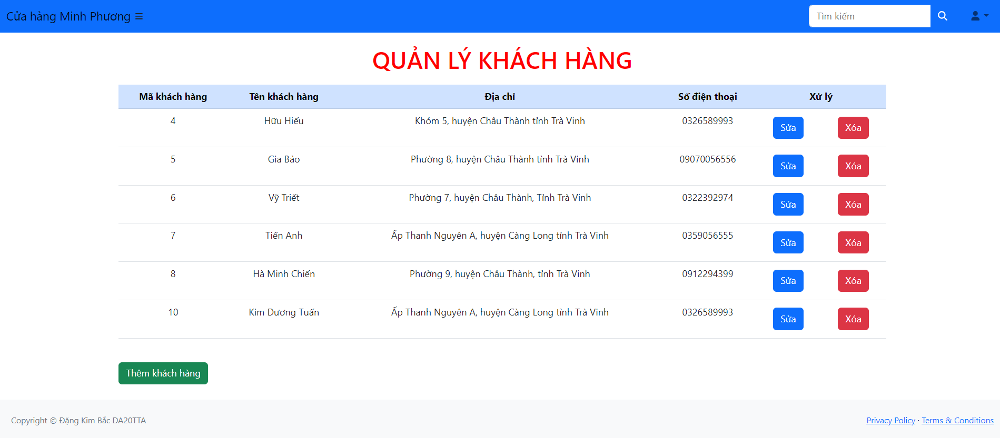 Cửa hàng Minh Phương
Tìm kiếm
QUẢN LÝ KHÁCH HÀNG
Mã khách hàng Tên khách hàng Địa chỉ Số điện thoại Xử lý
4 Hữu Hiếu Khóm 5, huyện Châu Thành tỉnh Trà Vinh 0326589993 Sửa Xóa
5 Gia Bảo Phường 8, huyện Châu Thành tỉnh Trà Vinh 09070056556 Sửa Xóa
6 Vỹ Triết Phường 7, huyện Châu Thành, Tỉnh Trà Vinh 0322392974 Sửa Xóa
7 Tiến Anh Ấp Thanh Nguyên A, huyện Càng Long tỉnh Trà Vinh 0359056555 Sửa Xóa
8 Hà Minh Chiến Phường 9, huyện Châu Thành, tỉnh Trà Vinh 0912294399 Sửa Xóa
10 Kim Dương Tuấn Ấp Thanh Nguyên A, huyện Càng Long tỉnh Trà Vinh 0326589993 Sửa Xóa
Thêm khách hàng
Copyright © Đặng Kim Bắc DA20TTA
Privacy Policy · Terms & Conditions